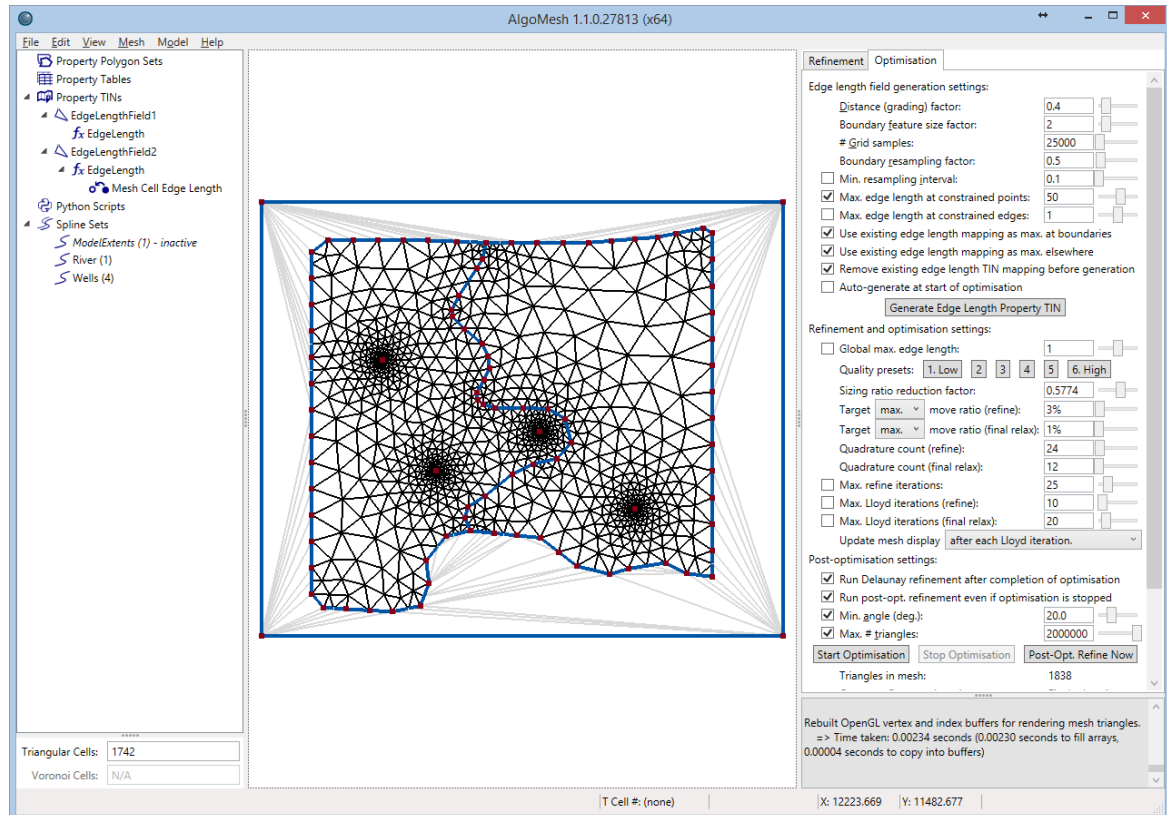 AlgoMesh 1.1.0.27813 (x64)
File Edit View Mesh Model Help
Property Polygon Sets
Property Tables
Property TINs
EdgeLengthField1
fx EdgeLength
EdgeLengthField2
fx EdgeLength
Mesh Cell Edge Length
Python Scripts
Spline Sets
ModelExtents (1) - inactive
River (1)
Wells (4)
Triangular Cells: 1742
Voronoi Cells: N/A
Refinement Optimisation
Edge length field generation settings:
Distance (grading) factor: 0.4
Boundary feature size factor: 2
# Grid samples: 25000
Boundary resampling factor: 0.5
Min. resampling interval: 0.1
Max. edge length at constrained points: 50
Max. edge length at constrained edges: 1
Use existing edge length mapping as max. at boundaries
Use existing edge length mapping as max. elsewhere
Remove existing edge length TIN mapping before generation
Auto-generate at start of optimisation
Generate Edge Length Property TIN
Refinement and optimisation settings:
Global max. edge length: 1
Quality presets: 1. Low 2 3 4 5 6. High
Sizing ratio reduction factor: 0.5774
Target max. move ratio (refine): 3%
Target max. move ratio (final relax): 1%
Quadrature count (refine): 24
Quadrature count (final relax): 12
Max. refine iterations: 25
Max. Lloyd iterations (refine): 10
Max. Lloyd iterations (final relax): 20
Update mesh display after each Lloyd iteration.
Post-optimisation settings:
Run Delaunay refinement after completion of optimisation
Run post-opt. refinement even if optimisation is stopped
Min. angle (deg.): 20.0
Max. # triangles: 2000000
Start Optimisation Stop Optimisation Post-Opt. Refine Now
Triangles in mesh: 1838
Rebuilt OpenGL vertex and index buffers for rendering mesh triangles.
=> Time taken: 0.00234 seconds (0.00230 seconds to fill arrays,
0.00004 seconds to copy into buffers)
T Cell #: (none) X: 12223.669 Y: 11482.677